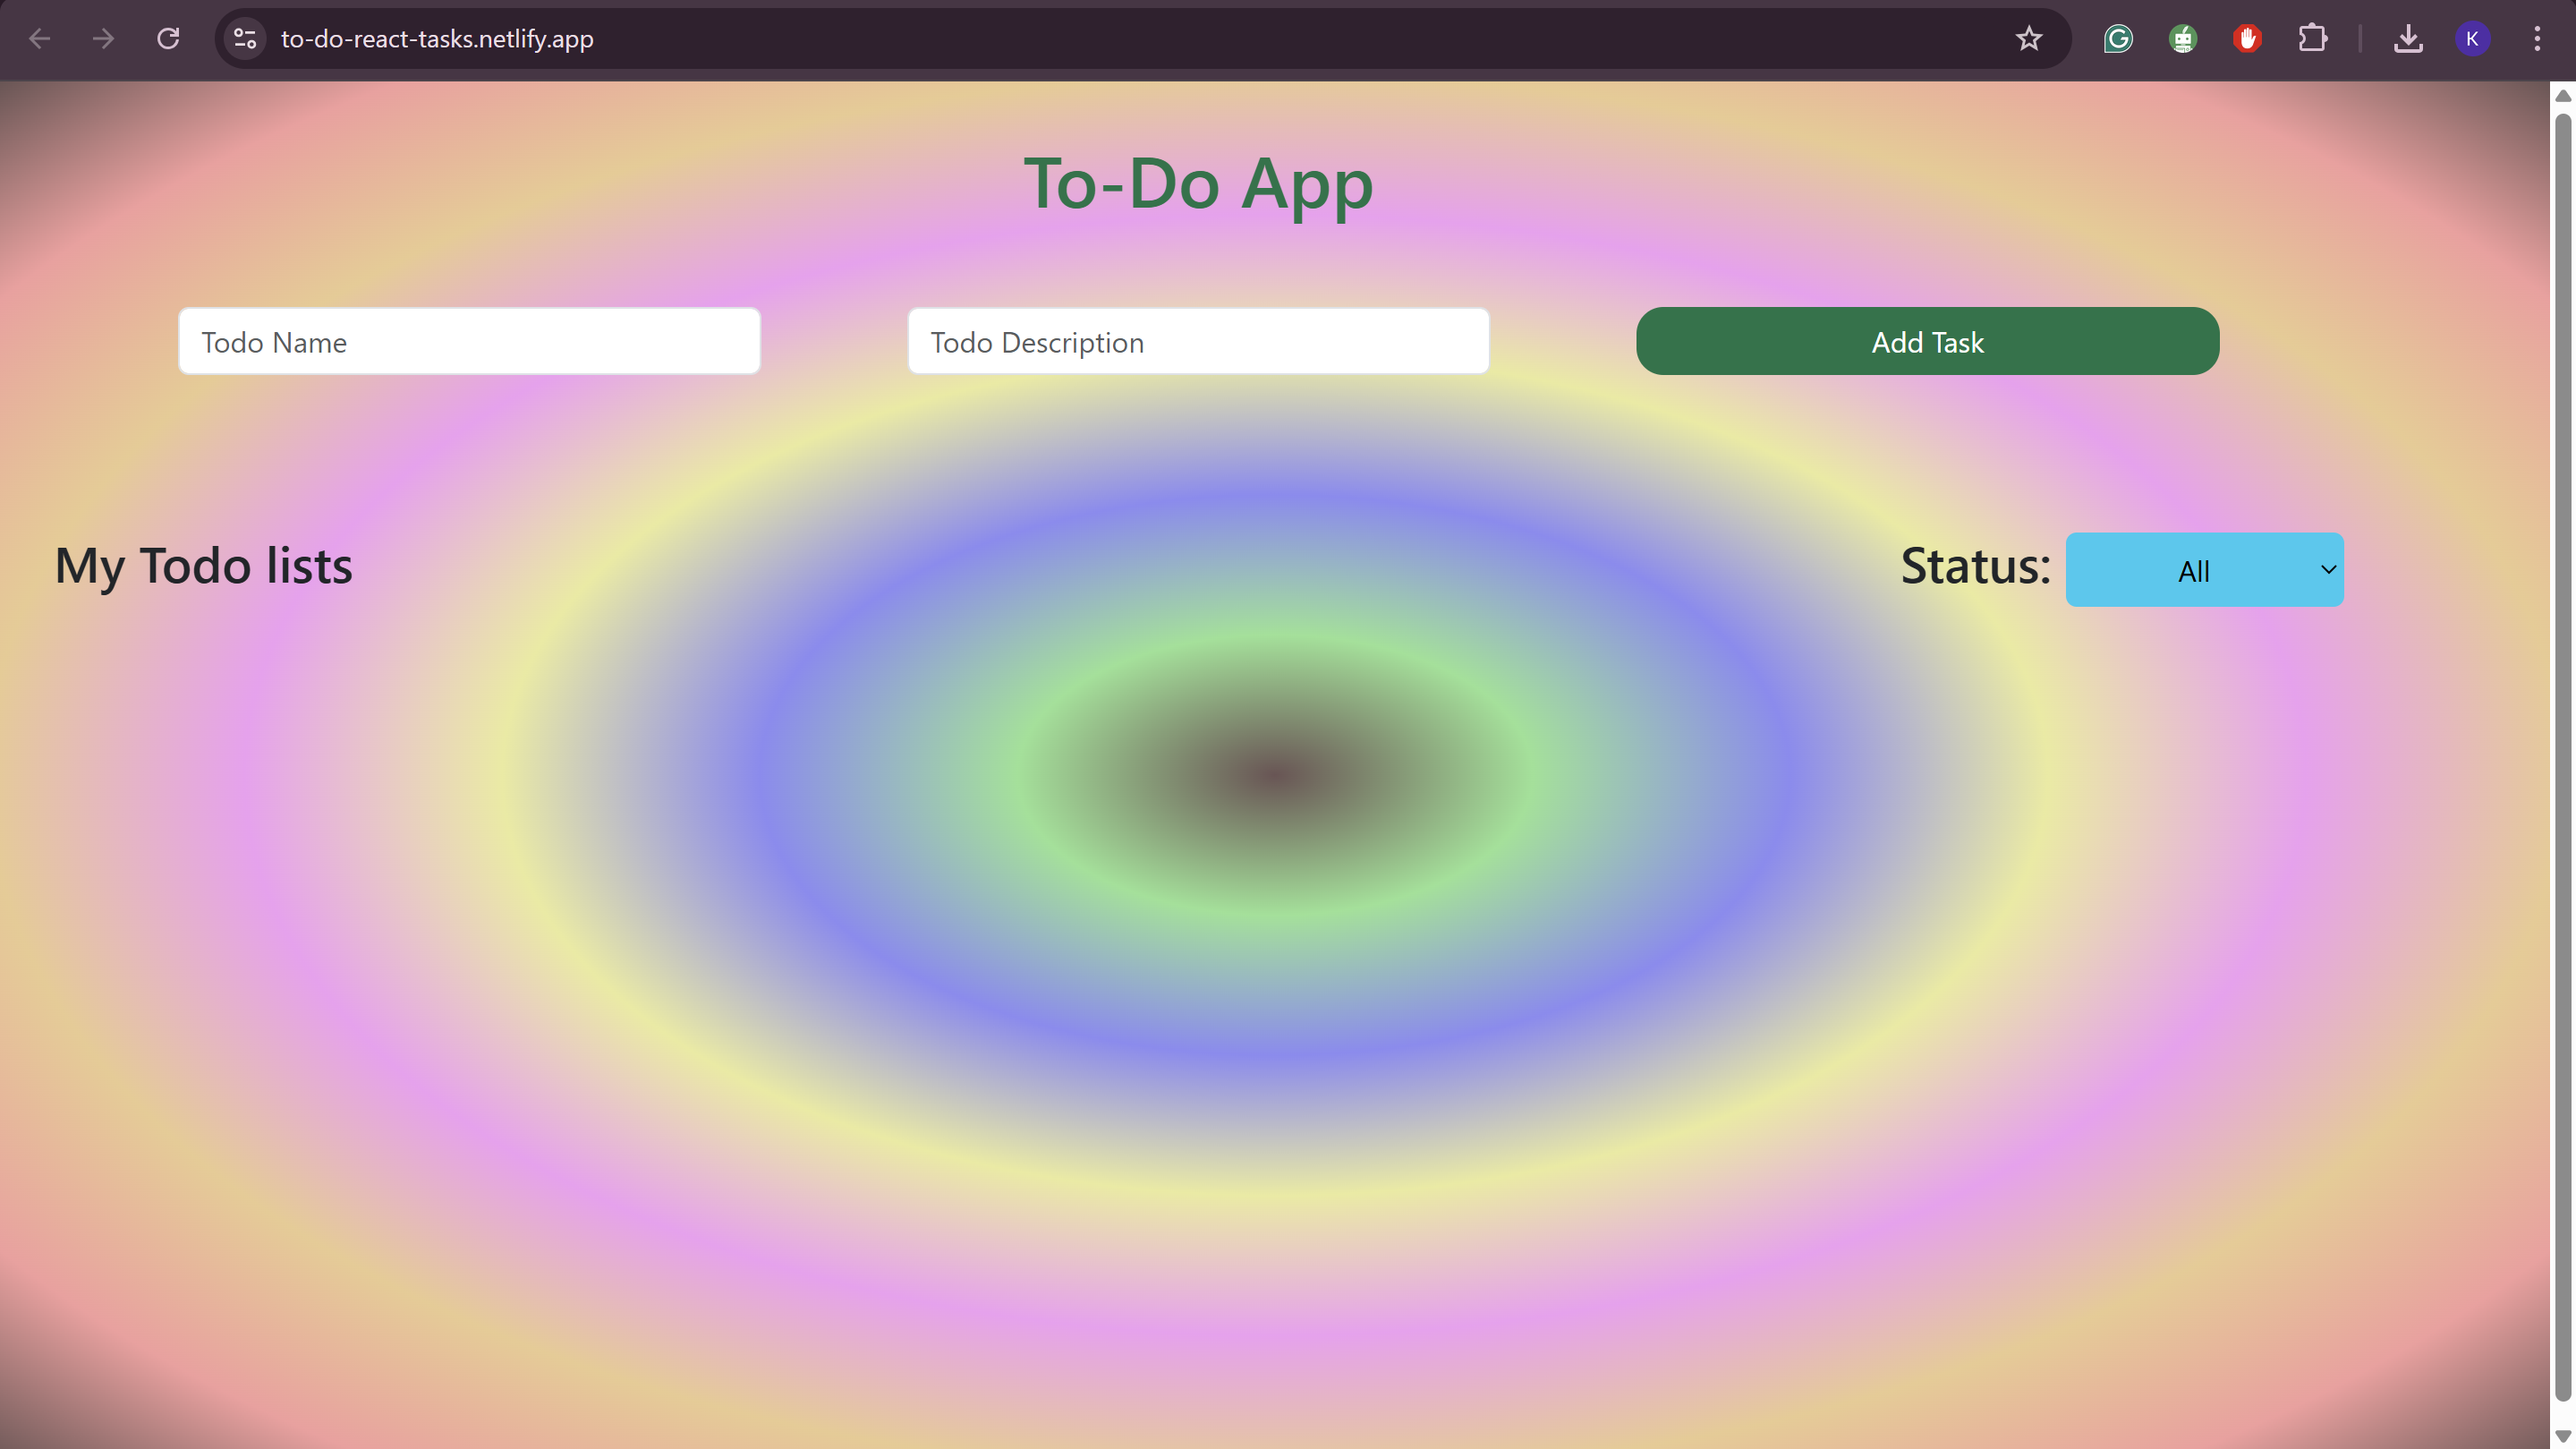 to-do-react-tasks.netlify.app
K
To-Do App
Todo Name
Todo Description
Add Task
My Todo lists
Status: All